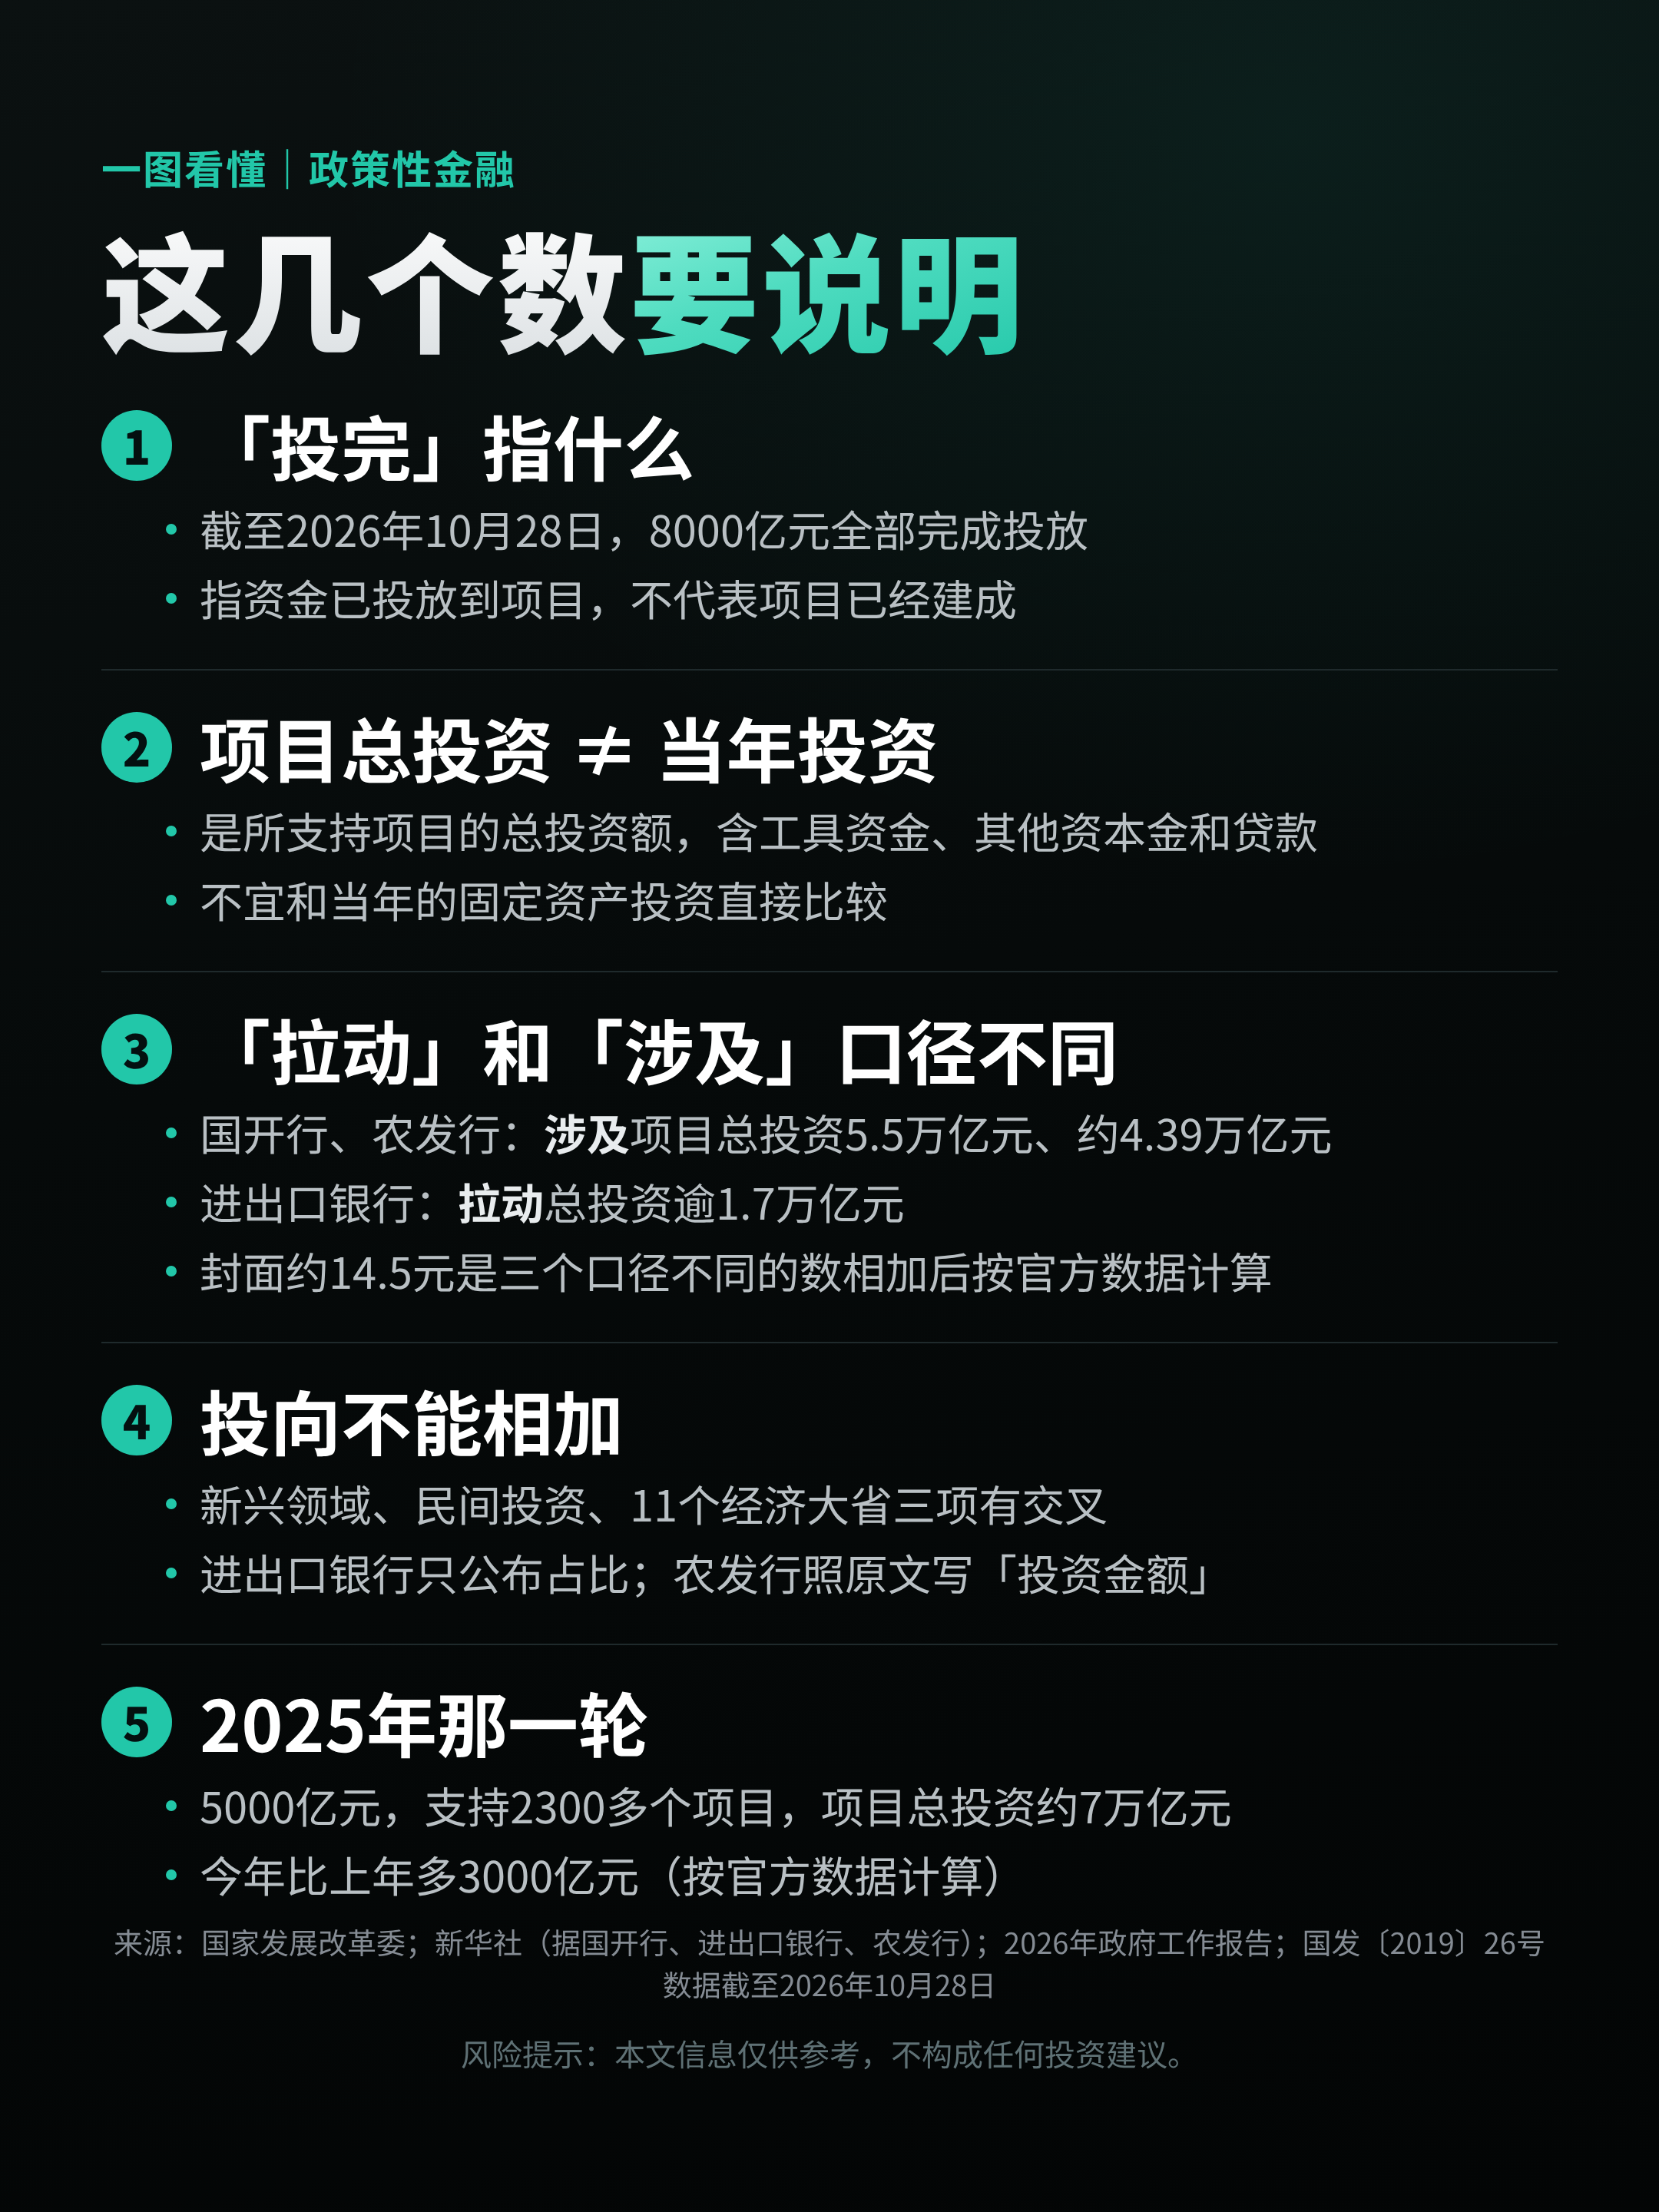 一图看懂｜政策性金融
这几个数要说明
1 「投完」指什么
• 截至2026年10月28日，8000亿元全部完成投放
• 指资金已投放到项目，不代表项目已经建成
2 项目总投资 ≠ 当年投资
• 是所支持项目的总投资额，含工具资金、其他资本金和贷款
• 不宜和当年的固定资产投资直接比较
3 「拉动」和「涉及」口径不同
• 国开行、农发行：涉及项目总投资5.5万亿元、约4.39万亿元
• 进出口银行：拉动总投资逾1.7万亿元
• 封面约14.5元是三个口径不同的数相加后按官方数据计算
4 投向不能相加
• 新兴领域、民间投资、11个经济大省三项有交叉
• 进出口银行只公布占比；农发行照原文写「投资金额」
5 2025年那一轮
• 5000亿元，支持2300多个项目，项目总投资约7万亿元
• 今年比上年多3000亿元（按官方数据计算）
来源：国家发展改革委；新华社（据国开行、进出口银行、农发行）；2026年政府工作报告；国发〔2019〕26号
数据截至2026年10月28日
风险提示：本文信息仅供参考，不构成任何投资建议。